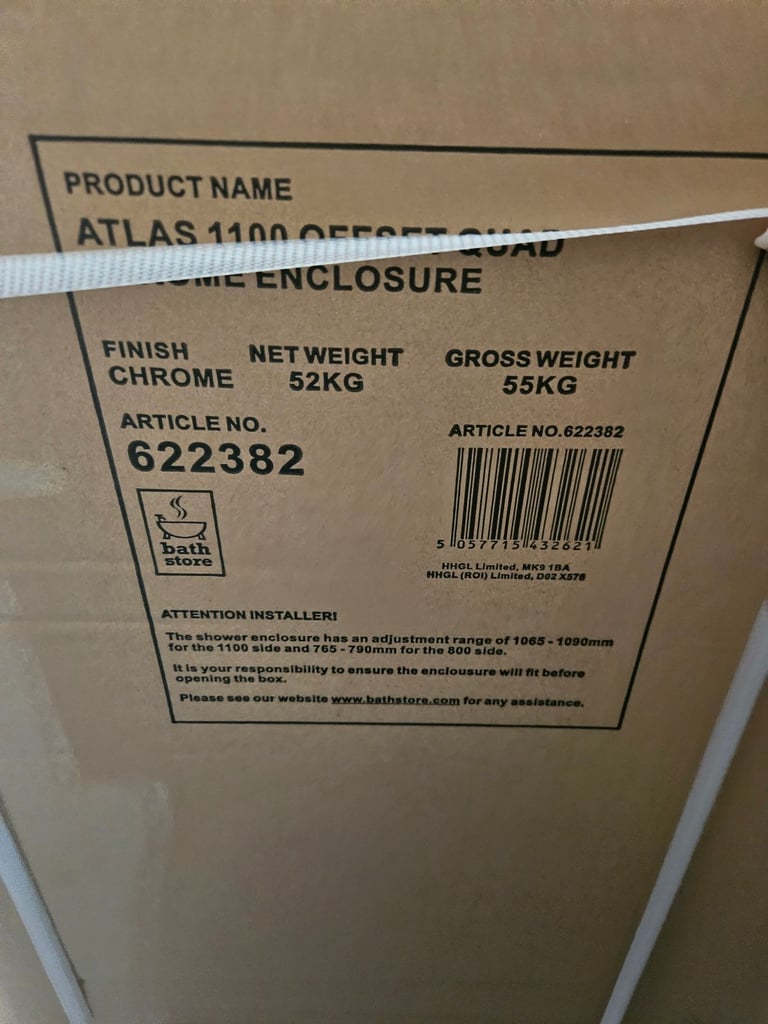 PRODUCT NAME
ATLAS 1100 OFFSET QUAD
ENCLOSURE
FINISH
CHROME
NET WEIGHT
52KG
GROSS WEIGHT
55KG
ARTICLE NO.
622382
ARTICLE NO.622382
5 057715 432621
bath
store
HHGL Limited, MK9 1BA
HHGL (ROI) Limited, D02 X576
ATTENTION INSTALLER!
The shower enclosure has an adjustment range of 1065 - 1090mm
for the 1100 side and 765 - 790mm for the 800 side.
It is your responsibility to ensure the enclousure will fit before
opening the box.
Please see our website www.bathstore.com for any assistance.